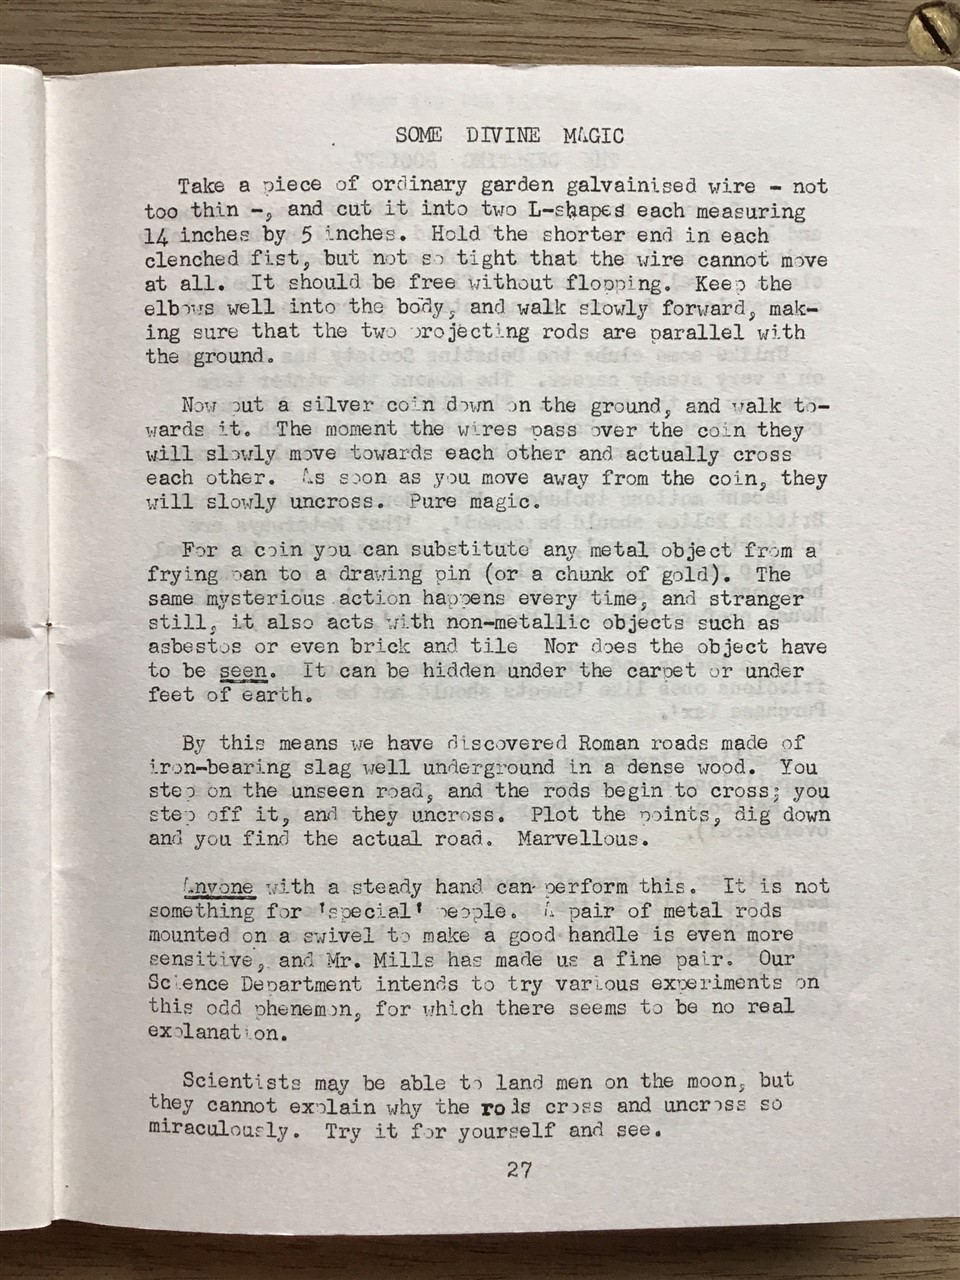 SOME DIVINE MAGIC
Take a piece of ordinary garden galvainised wire - not
too thin -, and cut it into two L-shapes each measuring
14 inches by 5 inches. Hold the shorter end in each
clenched fist, but not so tight that the wire cannot move
at all. It should be free without flopping. Keep the
elbows well into the body, and walk slowly forward, mak-
ing sure that the two projecting rods are parallel with
the ground.
Now put a silver coin down on the ground, and walk to-
wards it. The moment the wires pass over the coin they
will slowly move towards each other and actually cross
each other. As soon as you move away from the coin, they
will slowly uncross. Pure magic.
For a coin you can substitute any metal object from a
frying pan to a drawing pin (or a chunk of gold). The
same mysterious action happens every time, and stranger
still, it also acts with non-metallic objects such as
asbestos or even brick and tile Nor does the object have
to be seen. It can be hidden under the carpet or under
feet of earth.
By this means we have discovered Roman roads made of
iron-bearing slag well underground in a dense wood. You
step on the unseen road, and the rods begin to cross; you
step off it, and they uncross. Plot the points, dig down
and you find the actual road. Marvellous.
Anyone with a steady hand can perform this. It is not
something for 'special' people. A pair of metal rods
mounted on a swivel to make a good handle is even more
sensitive, and Mr. Mills has made us a fine pair. Our
Science Department intends to try various experiments on
this odd phenemon, for which there seems to be no real
explanation.
Scientists may be able to land men on the moon, but
they cannot explain why the rods cross and uncross so
miraculously. Try it for yourself and see.
27